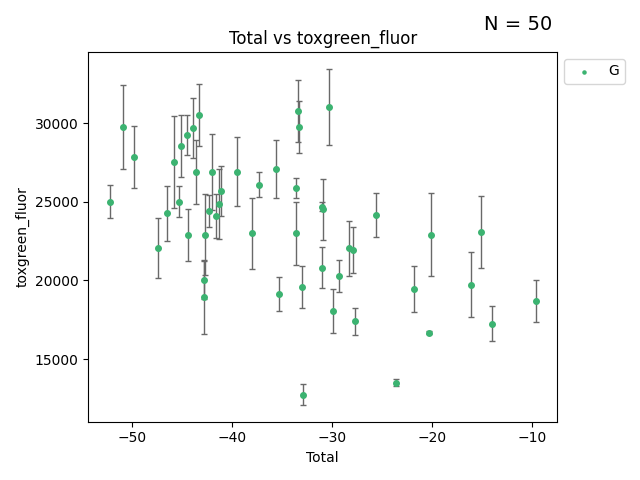 N = 50
Total vs toxgreen_fluor
G
toxgreen_fluor
30000
25000
20000
15000
−50 −40 −30 −20 −10
Total